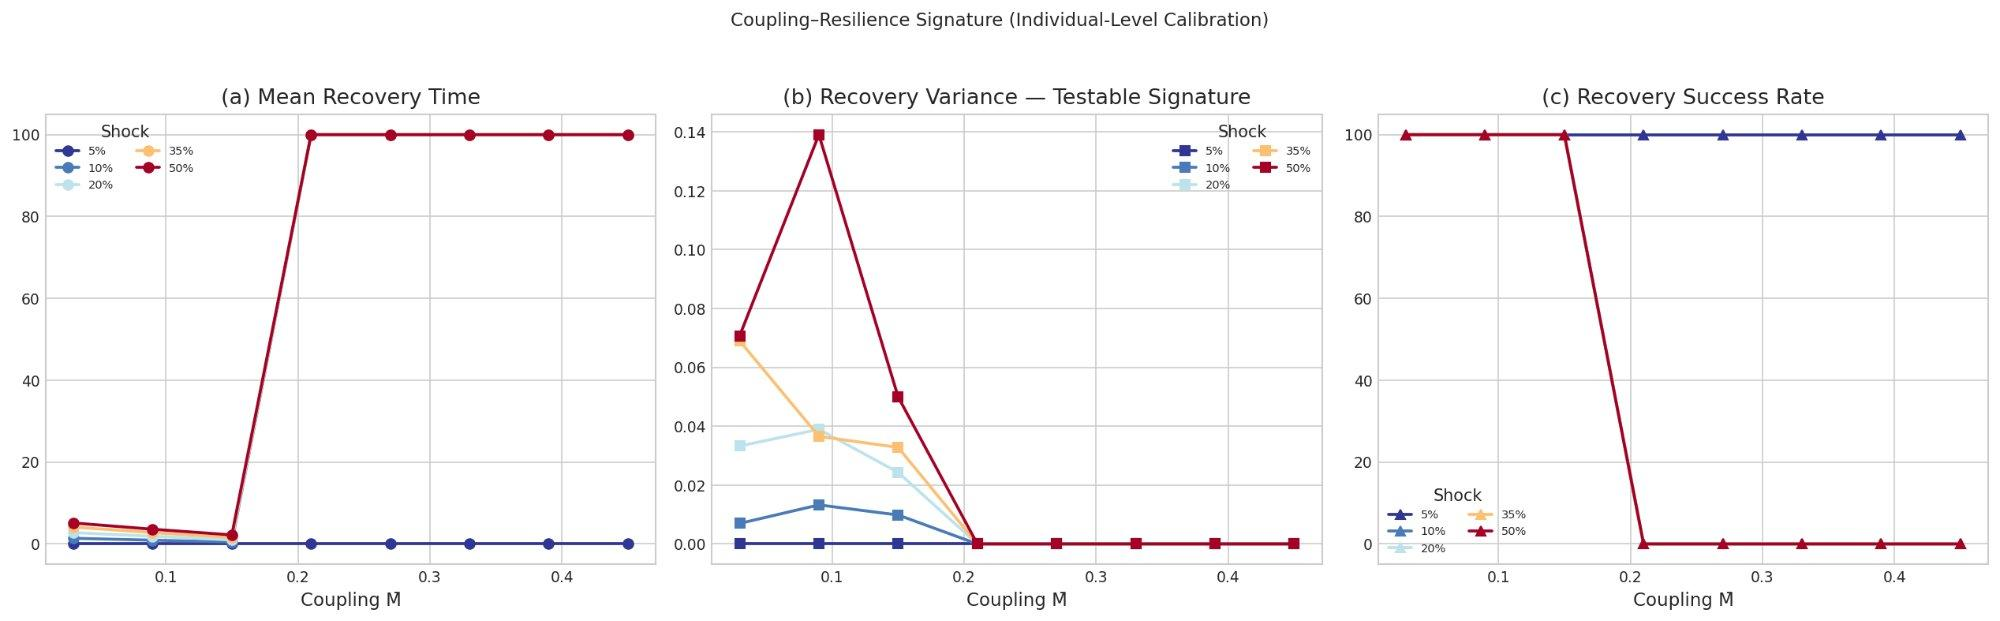 Coupling–Resilience Signature (Individual-Level Calibration)
(a) Mean Recovery Time
Shock
5% 35%
10% 50%
20%
100
80
60
40
20
0
0.1 0.2 0.3 0.4
Coupling M̄
(b) Recovery Variance — Testable Signature
Shock
5% 35%
10% 50%
20%
0.14
0.12
0.10
0.08
0.06
0.04
0.02
0.00
0.1 0.2 0.3 0.4
Coupling M̄
(c) Recovery Success Rate
100
80
60
40
20
0
Shock
5% 35%
10% 50%
20%
0.1 0.2 0.3 0.4
Coupling M̄